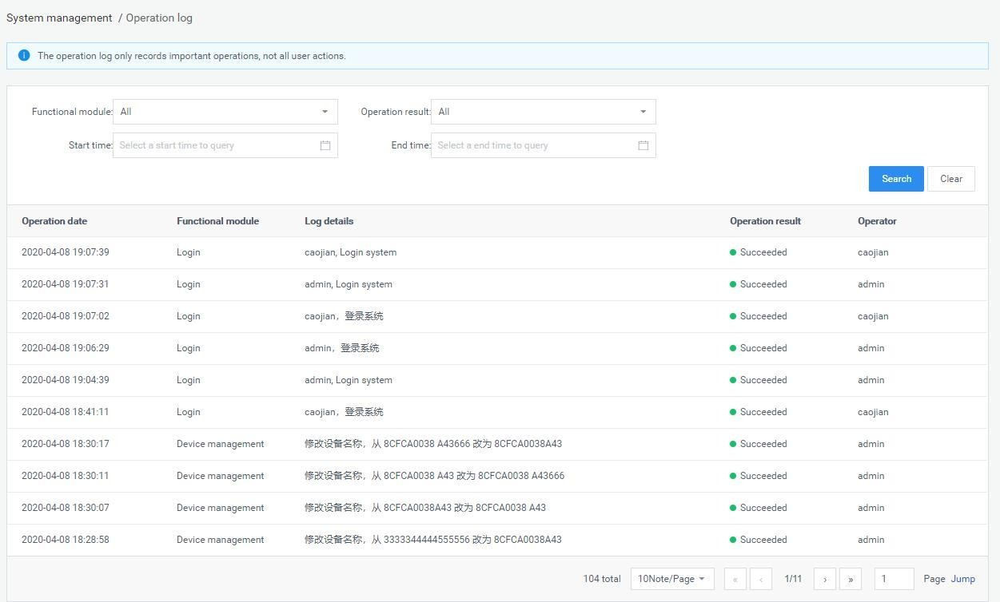 System management / Operation log
The operation log only records important operations, not all user actions.
Functional module: All Operation result: All
Start time: Select a start time to query End time: Select a end time to query
Search Clear
Operation date Functional module Log details Operation result Operator
2020-04-08 19:07:39 Login caojian, Login system Succeeded caojian
2020-04-08 19:07:31 Login admin, Login system Succeeded admin
2020-04-08 19:07:02 Login caojian，登录系统 Succeeded caojian
2020-04-08 19:06:29 Login admin，登录系统 Succeeded admin
2020-04-08 19:04:39 Login admin, Login system Succeeded admin
2020-04-08 18:41:11 Login caojian，登录系统 Succeeded caojian
2020-04-08 18:30:17 Device management 修改设备名称，从 8CFCA0038 A43666 改为 8CFCA0038A43 Succeeded admin
2020-04-08 18:30:11 Device management 修改设备名称，从 8CFCA0038 A43 改为 8CFCA0038 A43666 Succeeded admin
2020-04-08 18:30:07 Device management 修改设备名称，从 8CFCA0038A43 改为 8CFCA0038 A43 Succeeded admin
2020-04-08 18:28:58 Device management 修改设备名称，从 3333344444555556 改为 8CFCA0038A43 Succeeded admin
104 total 10Note/Page « ‹ 1/11 › » 1 Page Jump